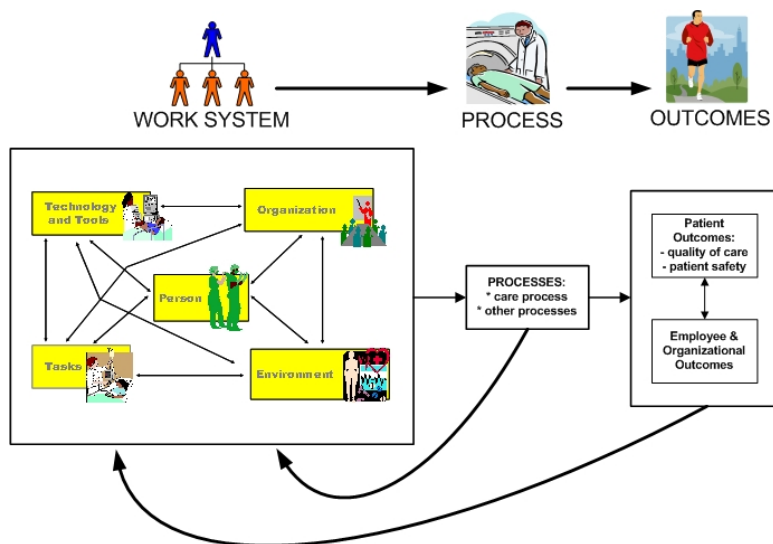 WORK SYSTEM
PROCESS
OUTCOMES
Technology
and Tools
Organization
Person
Tasks
Environment
PROCESSES:
* care process
* other processes
Patient
Outcomes:
- quality of care
- patient safety
Employee &
Organizational
Outcomes